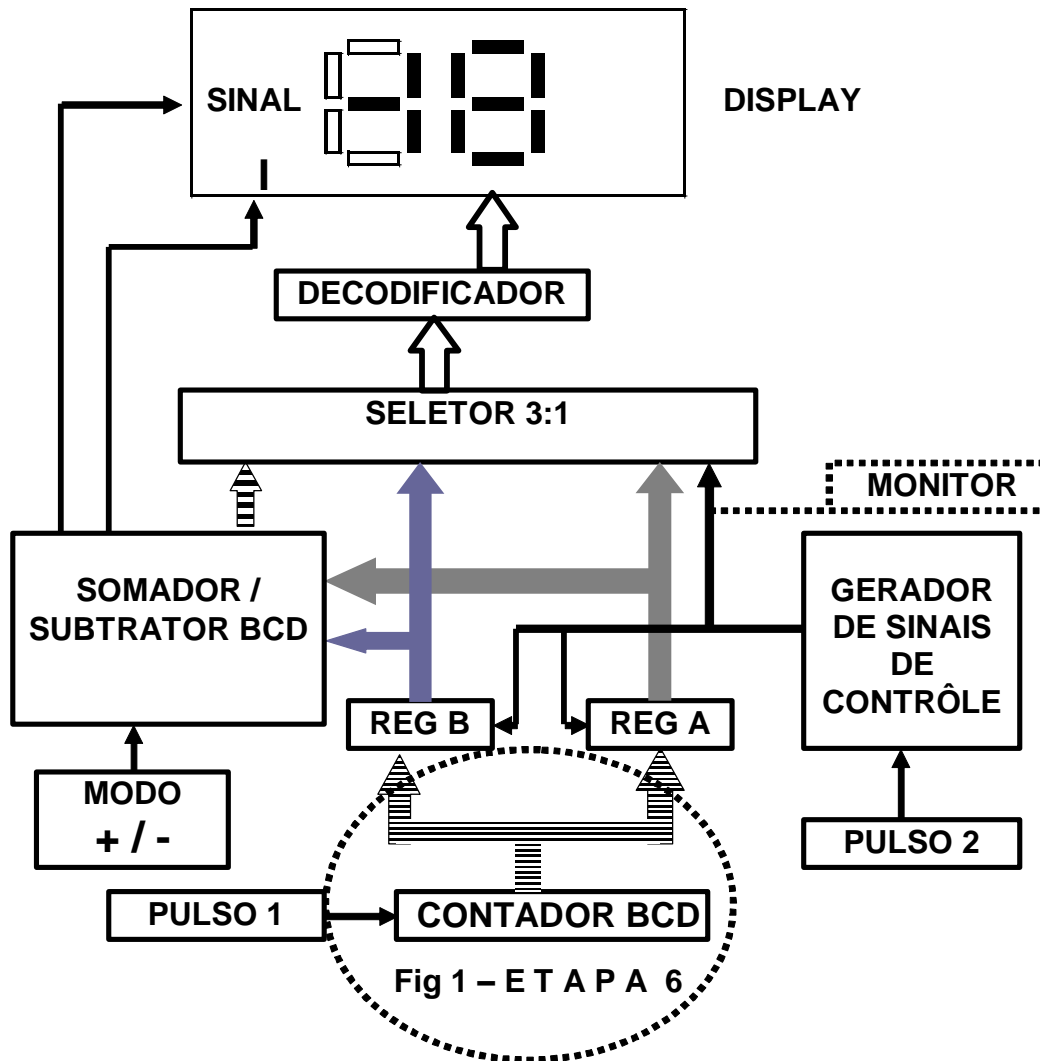 SINAL
DISPLAY
DECODIFICADOR
SELETOR 3:1
MONITOR
SOMADOR /
SUBTRATOR BCD
GERADOR
DE SINAIS
DE
CONTRÔLE
REG B
REG A
MODO
+ / -
PULSO 2
PULSO 1
CONTADOR BCD
Fig 1 – E T A P A 6